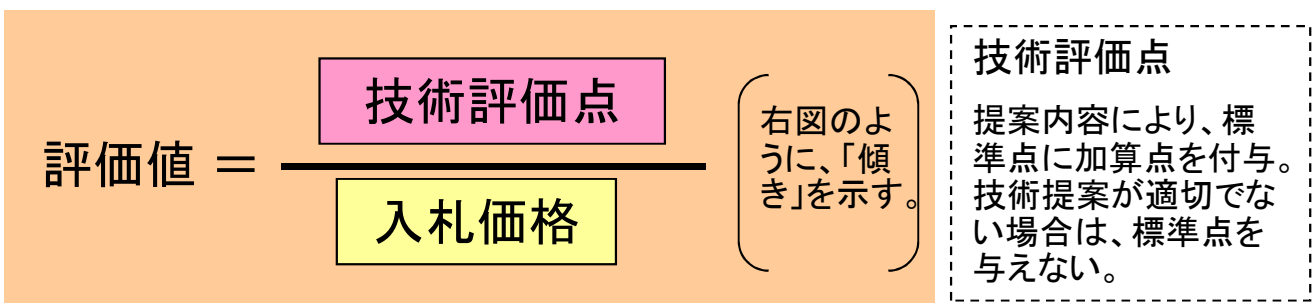 評価値 =
技術評価点
入札価格
右図のよ
うに、「傾
き」を示す。
技術評価点
提案内容により、標
準点に加算点を付与。
技術提案が適切でな
い場合は、標準点を
与えない。